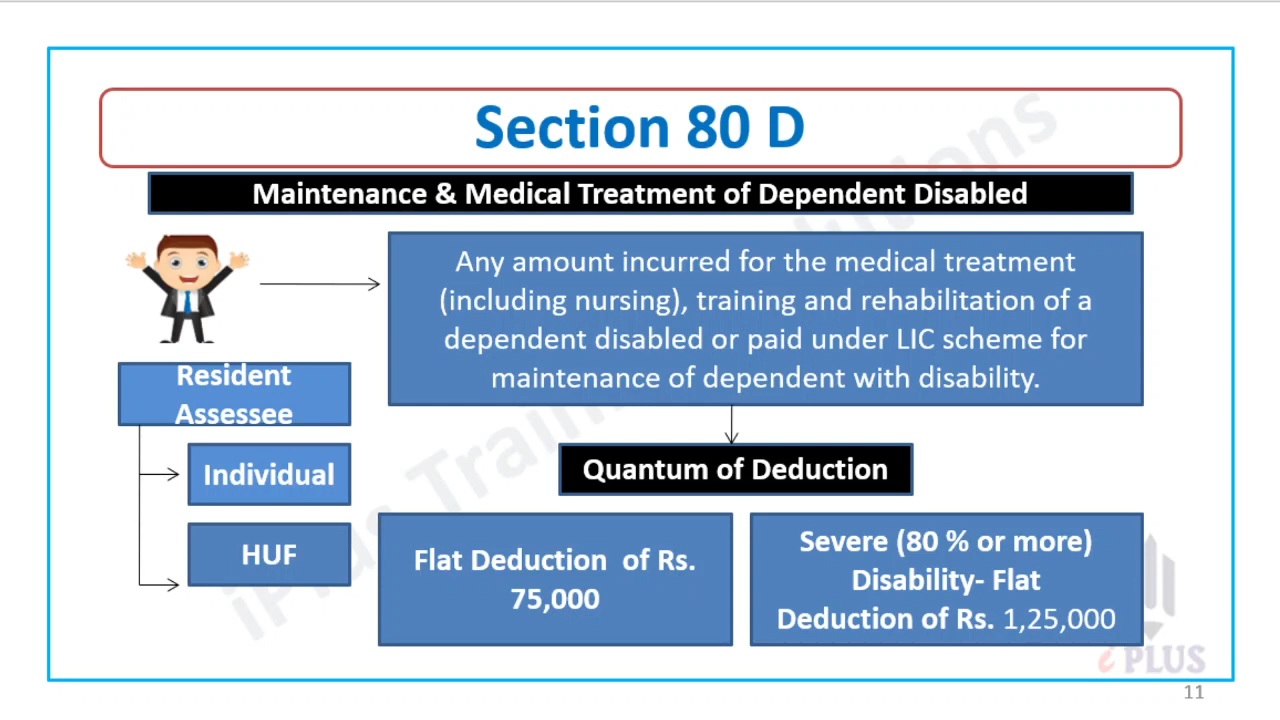 Section 80 D
Maintenance & Medical Treatment of Dependent Disabled
Any amount incurred for the medical treatment
(including nursing), training and rehabilitation of a
dependent disabled or paid under LIC scheme for
maintenance of dependent with disability.
Resident
Assessee
Individual
HUF
Quantum of Deduction
Flat Deduction of Rs.
75,000
Severe (80 % or more)
Disability- Flat
Deduction of Rs. 1,25,000
i PLUS
11